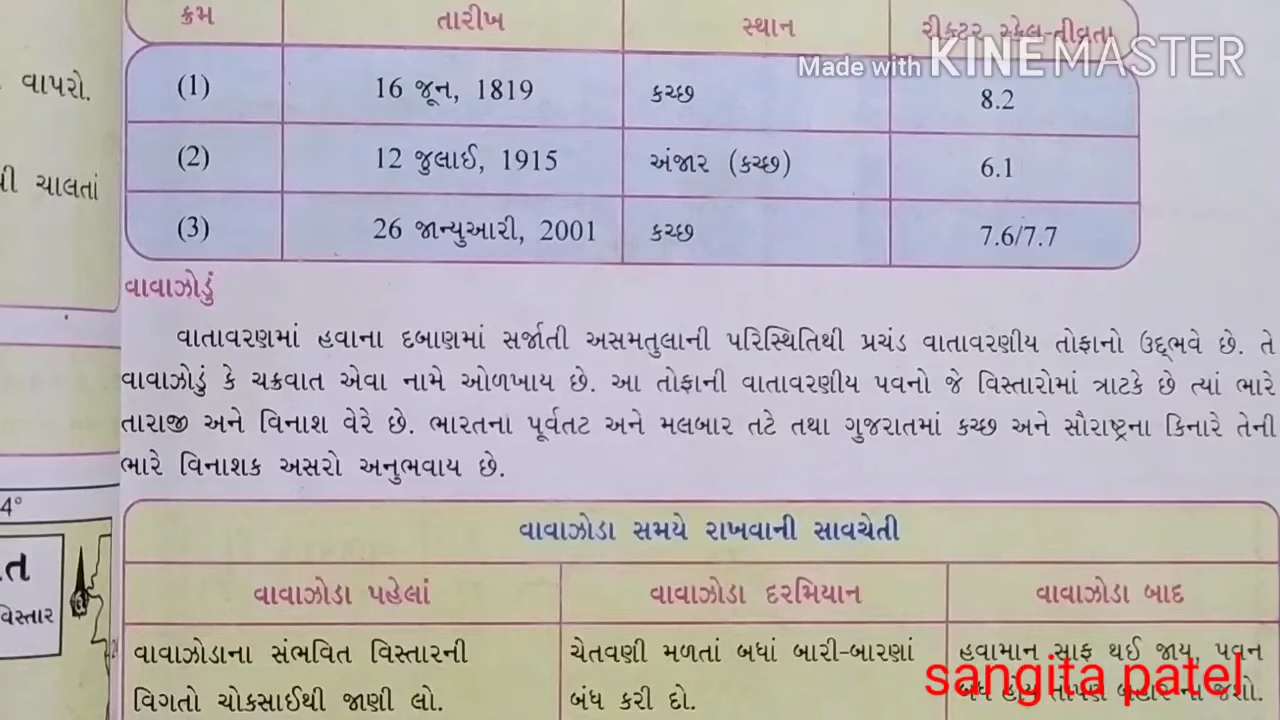 ક્રમ તારીખ સ્થાન રીક્ટર સ્કેલ-તીવ્રતા
Made with KINEMASTER
(1) 16 જૂન, 1819 કચ્છ 8.2
(2) 12 જુલાઈ, 1915 અંજાર (કચ્છ) 6.1
(3) 26 જાન્યુઆરી, 2001 કચ્છ 7.6/7.7
વાપરો.
ચાલતાં
વાવાઝોડું
વાતાવરણમાં હવાના દબાણમાં સર્જાતી અસમતુલાની પરિસ્થિતિથી પ્રચંડ વાતાવરણીય તોફાનો ઉદ્ભવે છે. તે
વાવાઝોડું કે ચક્રવાત એવા નામે ઓળખાય છે. આ તોફાની વાતાવરણીય પવનો જે વિસ્તારોમાં ત્રાટકે છે ત્યાં ભારે
તારાજી અને વિનાશ વેરે છે. ભારતના પૂર્વતટ અને મલબાર તટે તથા ગુજરાતમાં કચ્છ અને સૌરાષ્ટ્રના કિનારે તેની
ભારે વિનાશક અસરો અનુભવાય છે.
4°
વિસ્તાર
વાવાઝોડા સમયે રાખવાની સાવચેતી
વાવાઝોડા પહેલાં વાવાઝોડા દરમિયાન વાવાઝોડા બાદ
વાવાઝોડાના સંભવિત વિસ્તારની ચેતવણી મળતાં બધાં બારી-બારણાં હવામાન સાફ થઈ જાય, પવન
વિગતો ચોકસાઈથી જાણી લો. બંધ કરી દો.
sangita patel